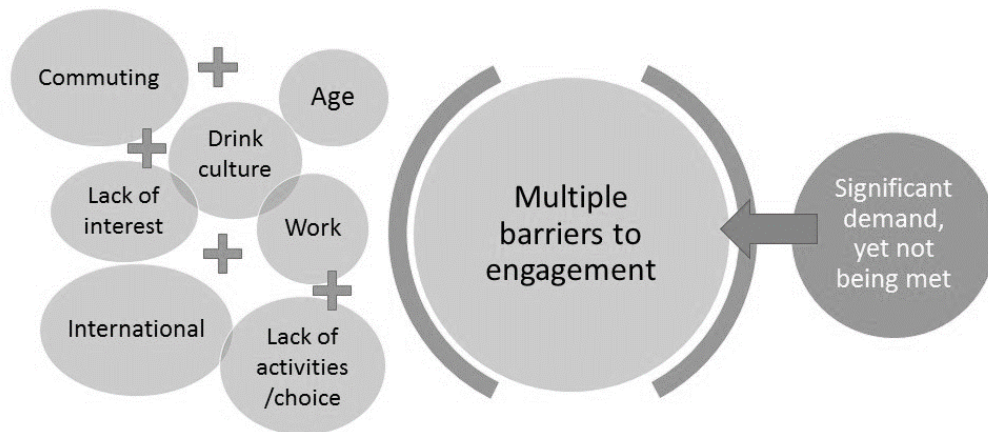 Commuting
Age
Drink
culture
Lack of
interest
Work
International
Lack of
activities
/choice
Multiple
barriers to
engagement
Significant
demand,
yet not
being met